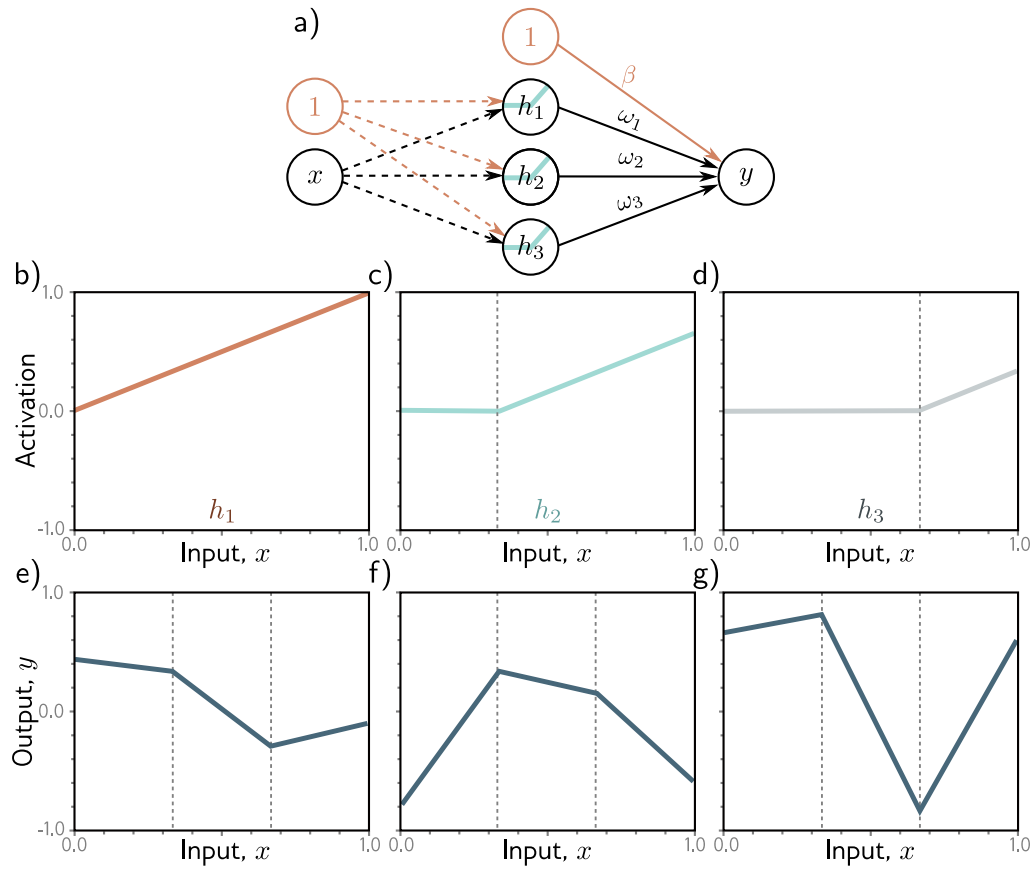 a)
1
β
1
h₁
ω₁
x
h₂
ω₂
y
h₃
ω₃
b)
c)
d)
1.0
0.0
-1.0
Activation
h₁
h₂
h₃
0.0
1.0
0.0
1.0
0.0
1.0
Input, x
Input, x
Input, x
e)
f)
g)
1.0
0.0
-1.0
Output, y
0.0
1.0
0.0
1.0
0.0
1.0
Input, x
Input, x
Input, x